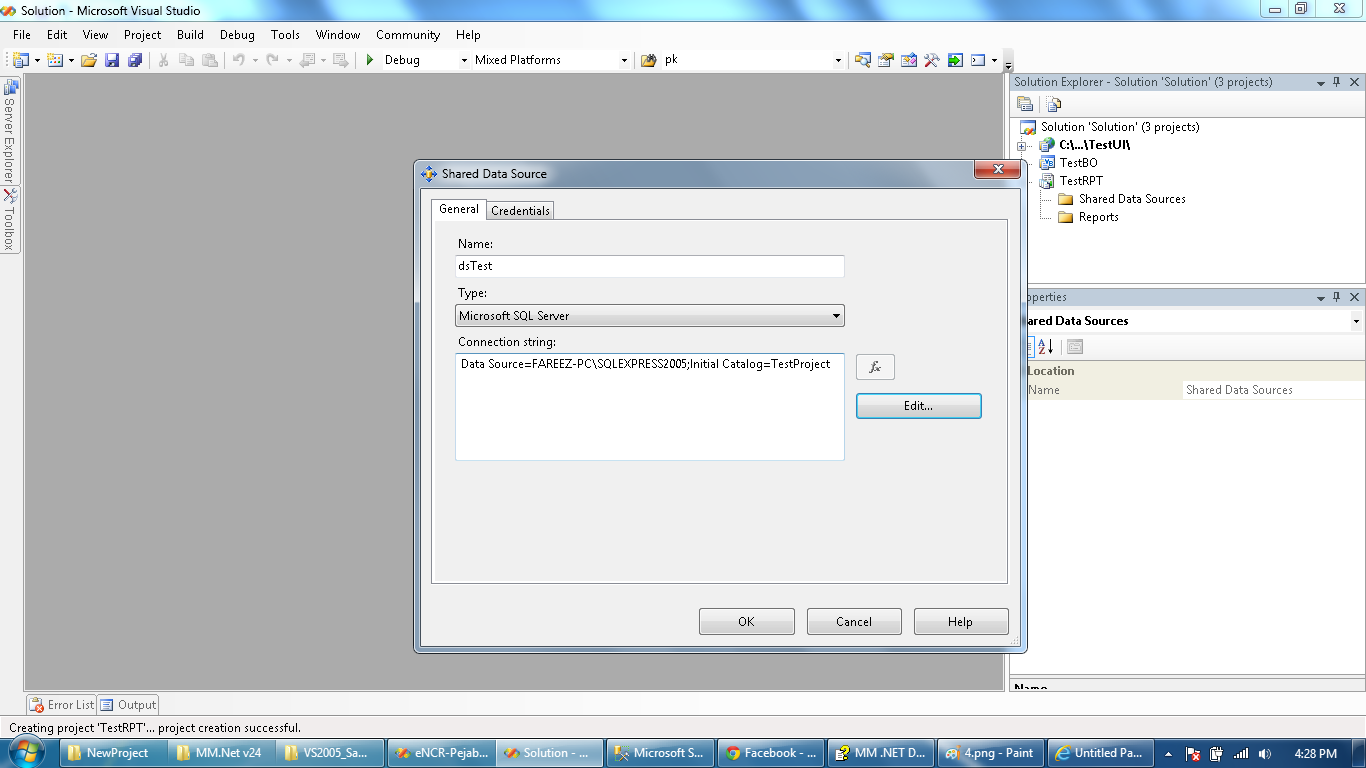 Solution - Microsoft Visual Studio
File Edit View Project Build Debug Tools Window Community Help
Debug Mixed Platforms pk
Server Explorer
Toolbox
Solution Explorer - Solution 'Solution' (3 projects)
Solution 'Solution' (3 projects)
C:\...\TestUI\
TestBO
TestRPT
Shared Data Sources
Reports
Shared Data Source
General Credentials
Name:
dsTest
Type:
Microsoft SQL Server
Connection string:
Data Source=FAREEZ-PC\SQLEXPRESS2005;Initial Catalog=TestProject
fx
Edit...
OK Cancel Help
operties
ared Data Sources
Location
Name Shared Data Sources
Name
Error List Output
Creating project 'TestRPT'... project creation successful.
NewProject MM.Net v24 VS2005_Sa... eNCR-Pejab... Solution - ... Microsoft S... Facebook - ... MM .NET D... 4.png - Paint Untitled Pa... 4:28 PM